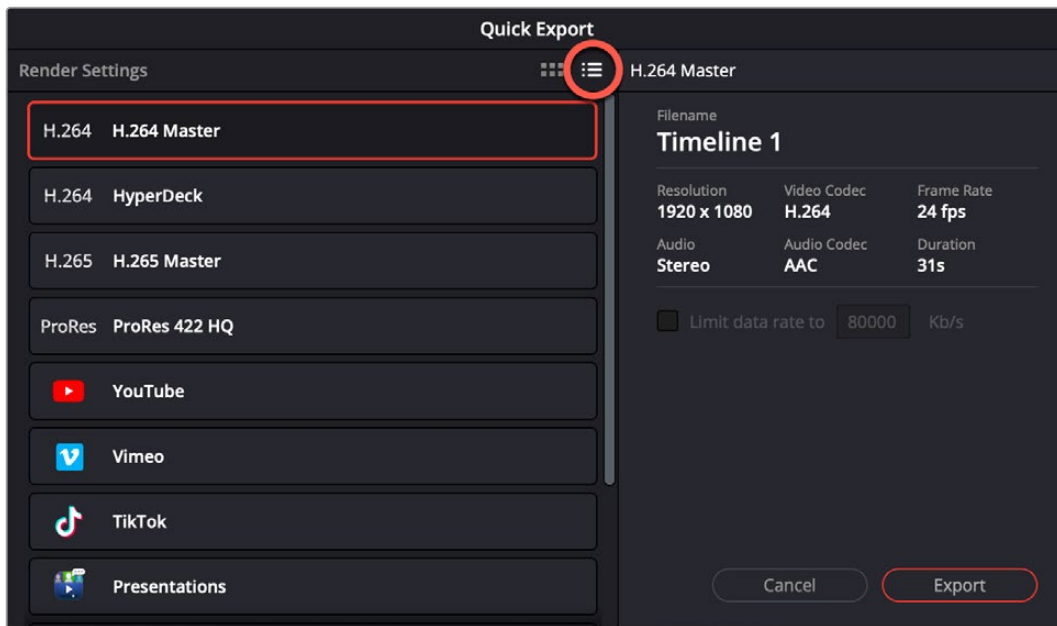 Quick Export
Render Settings
H.264 Master
H.264 H.264 Master
H.264 HyperDeck
H.265 H.265 Master
ProRes ProRes 422 HQ
YouTube
Vimeo
TikTok
Presentations
Filename
Timeline 1
Resolution Video Codec Frame Rate
1920 x 1080 H.264 24 fps
Audio Audio Codec Duration
Stereo AAC 31s
Limit data rate to 80000 Kb/s
Cancel Export